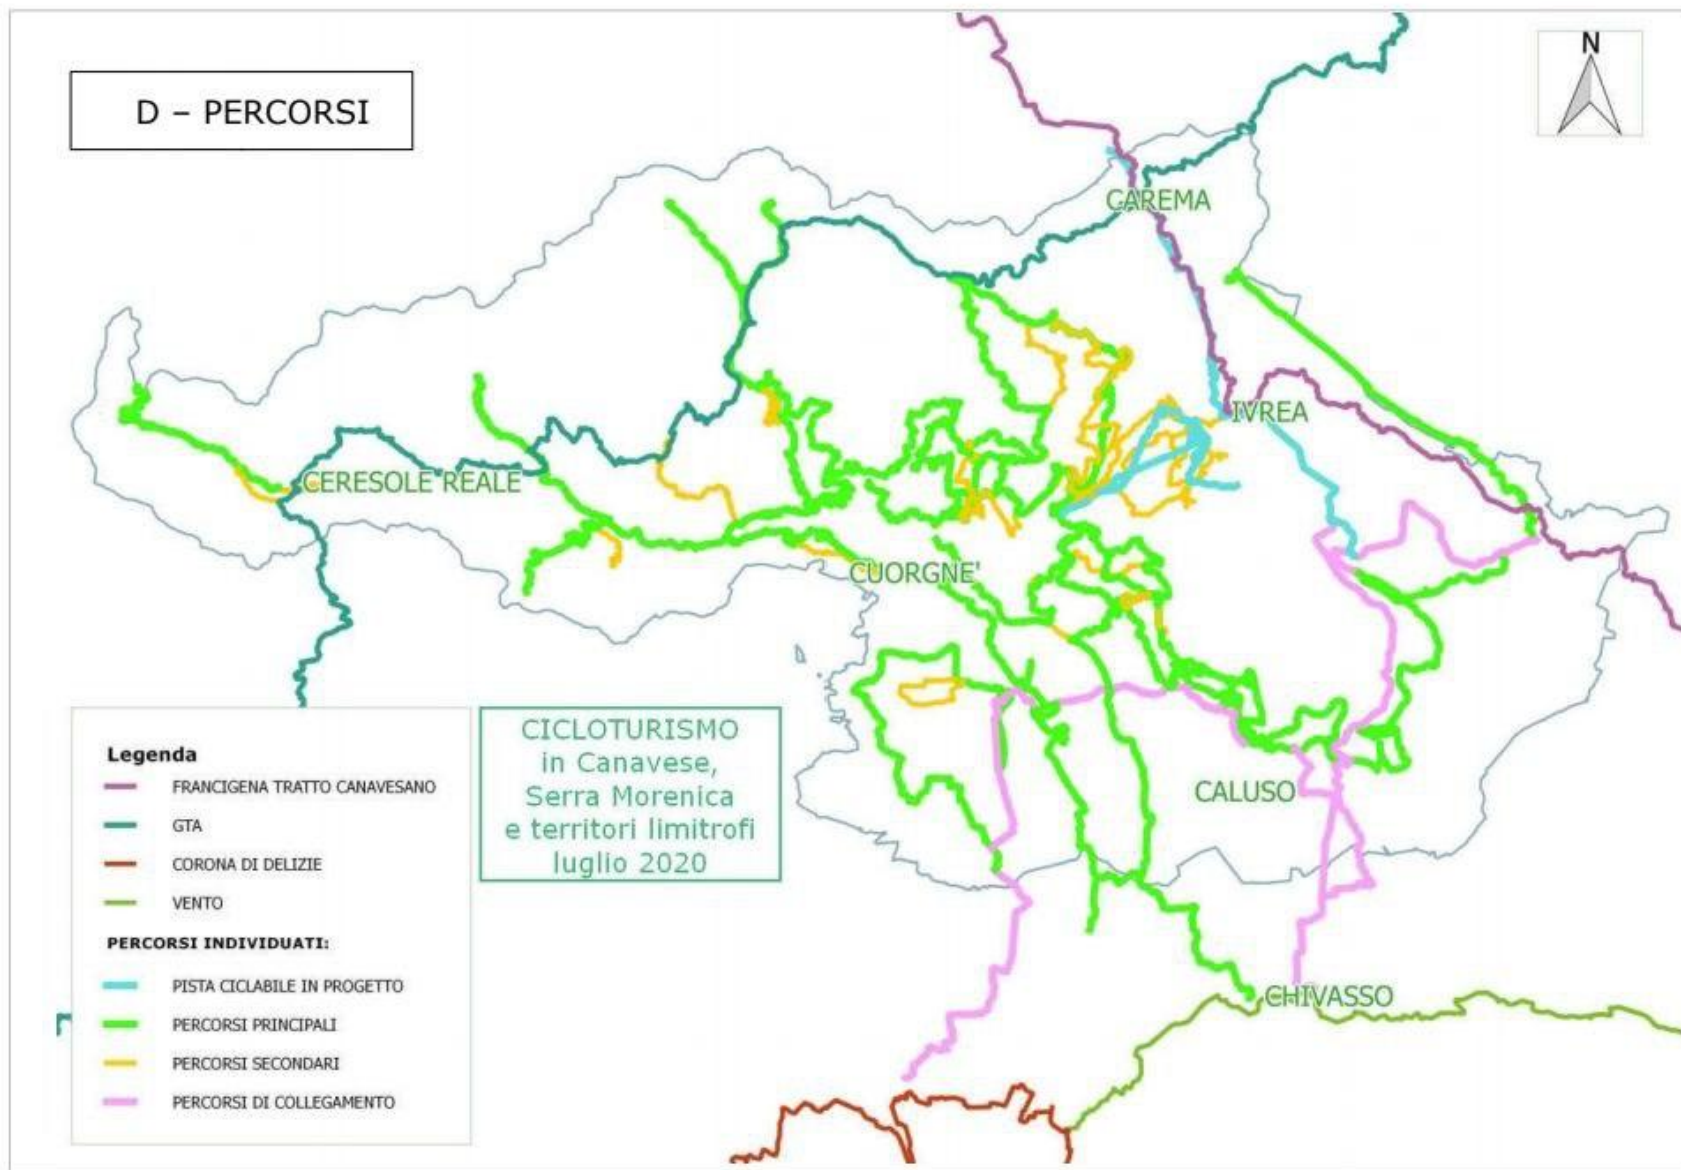 D – PERCORSI
N
CAREMA
IVREA
CERESOLE REALE
CUORGNE'
CALUSO
CHIVASSO
CICLOTURISMO
in Canavese,
Serra Morenica
e territori limitrofi
luglio 2020
Legenda
FRANCIGENA TRATTO CANAVESANO
GTA
CORONA DI DELIZIE
VENTO
PERCORSI INDIVIDUATI:
PISTA CICLABILE IN PROGETTO
PERCORSI PRINCIPALI
PERCORSI SECONDARI
PERCORSI DI COLLEGAMENTO